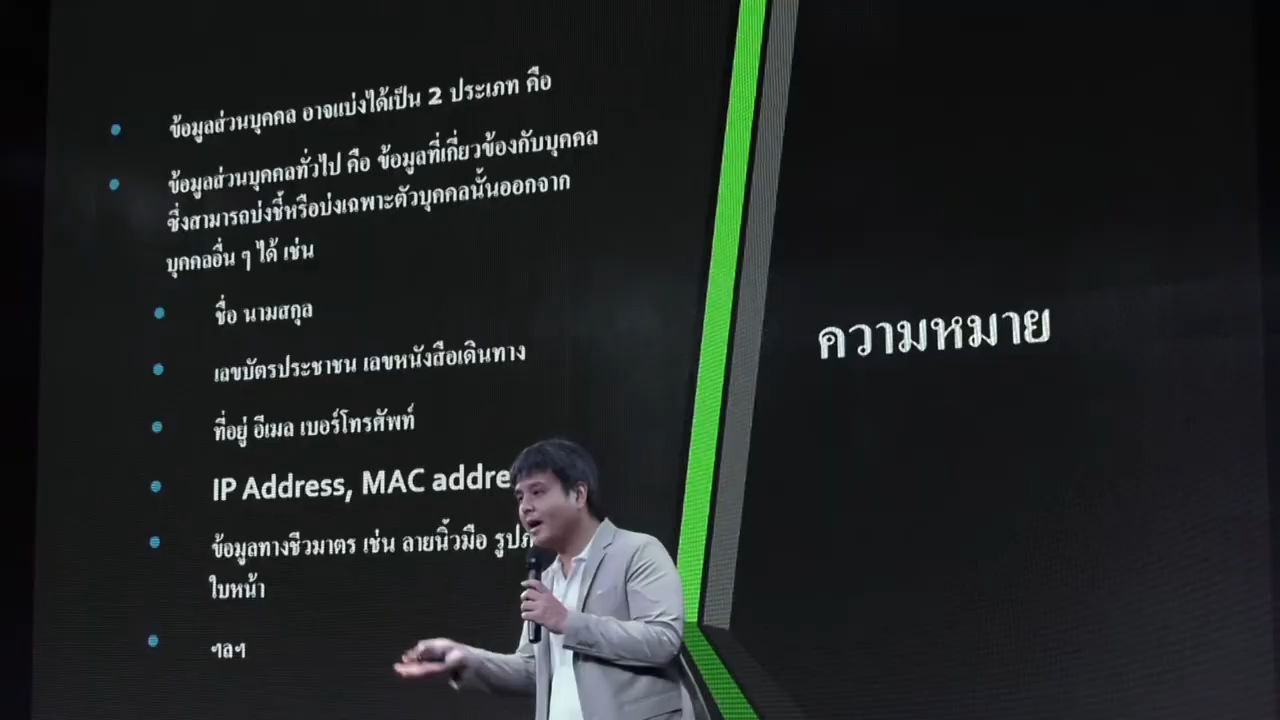 ข้อมูลส่วนบุคคล อาจแบ่งได้เป็น 2 ประเภท คือ
ข้อมูลส่วนบุคคลทั่วไป คือ ข้อมูลที่เกี่ยวข้องกับบุคคล
ซึ่งสามารถบ่งชี้หรือบ่งเฉพาะตัวบุคคลนั้นออกจาก
บุคคลอื่น ๆ ได้ เช่น
ชื่อ นามสกุล
เลขบัตรประชาชน เลขหนังสือเดินทาง
ที่อยู่ อีเมล เบอร์โทรศัพท์
IP Address, MAC addre
ข้อมูลทางชีวมาตร เช่น ลายนิ้วมือ
ใบหน้า
ฯลฯ
ความหมาย